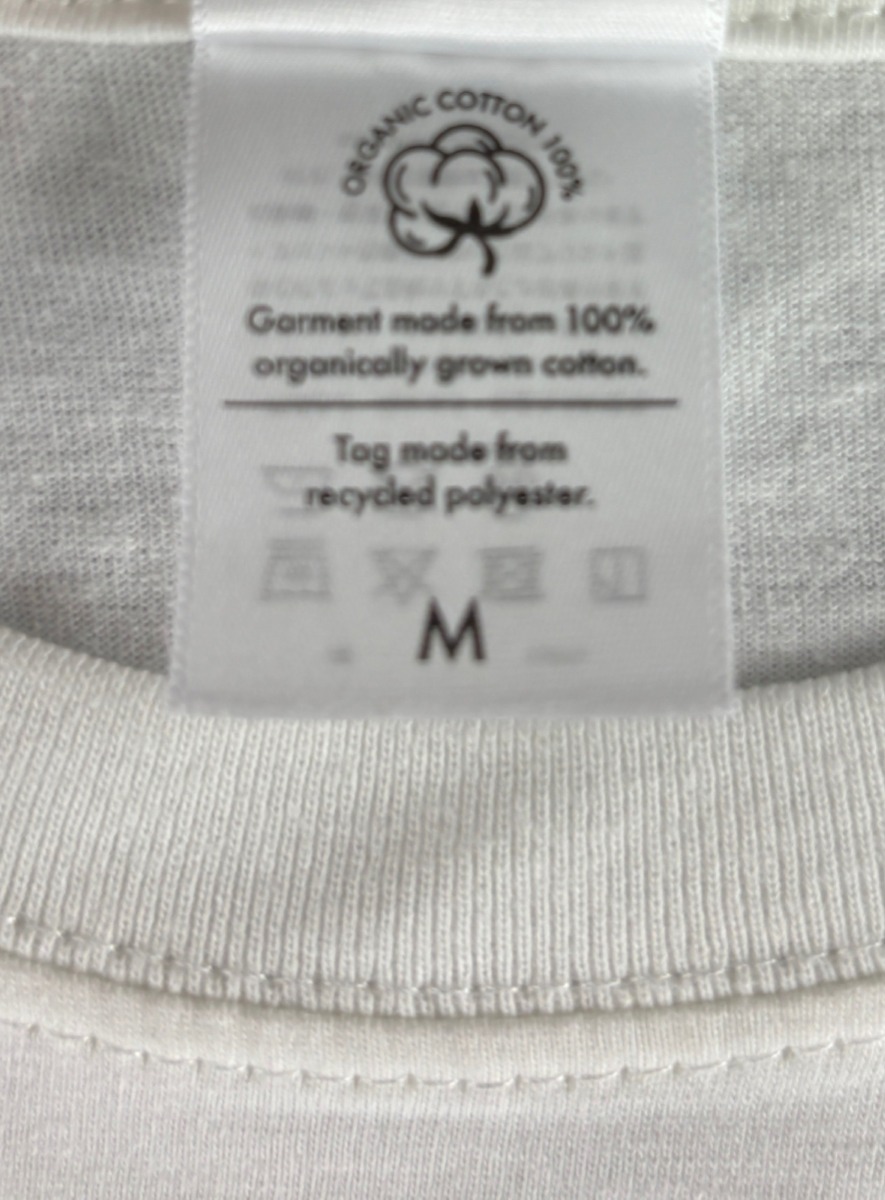 ORGANIC COTTON 100%
Garment made from 100%
organically grown cotton.
Tag made from
recycled polyester.
M